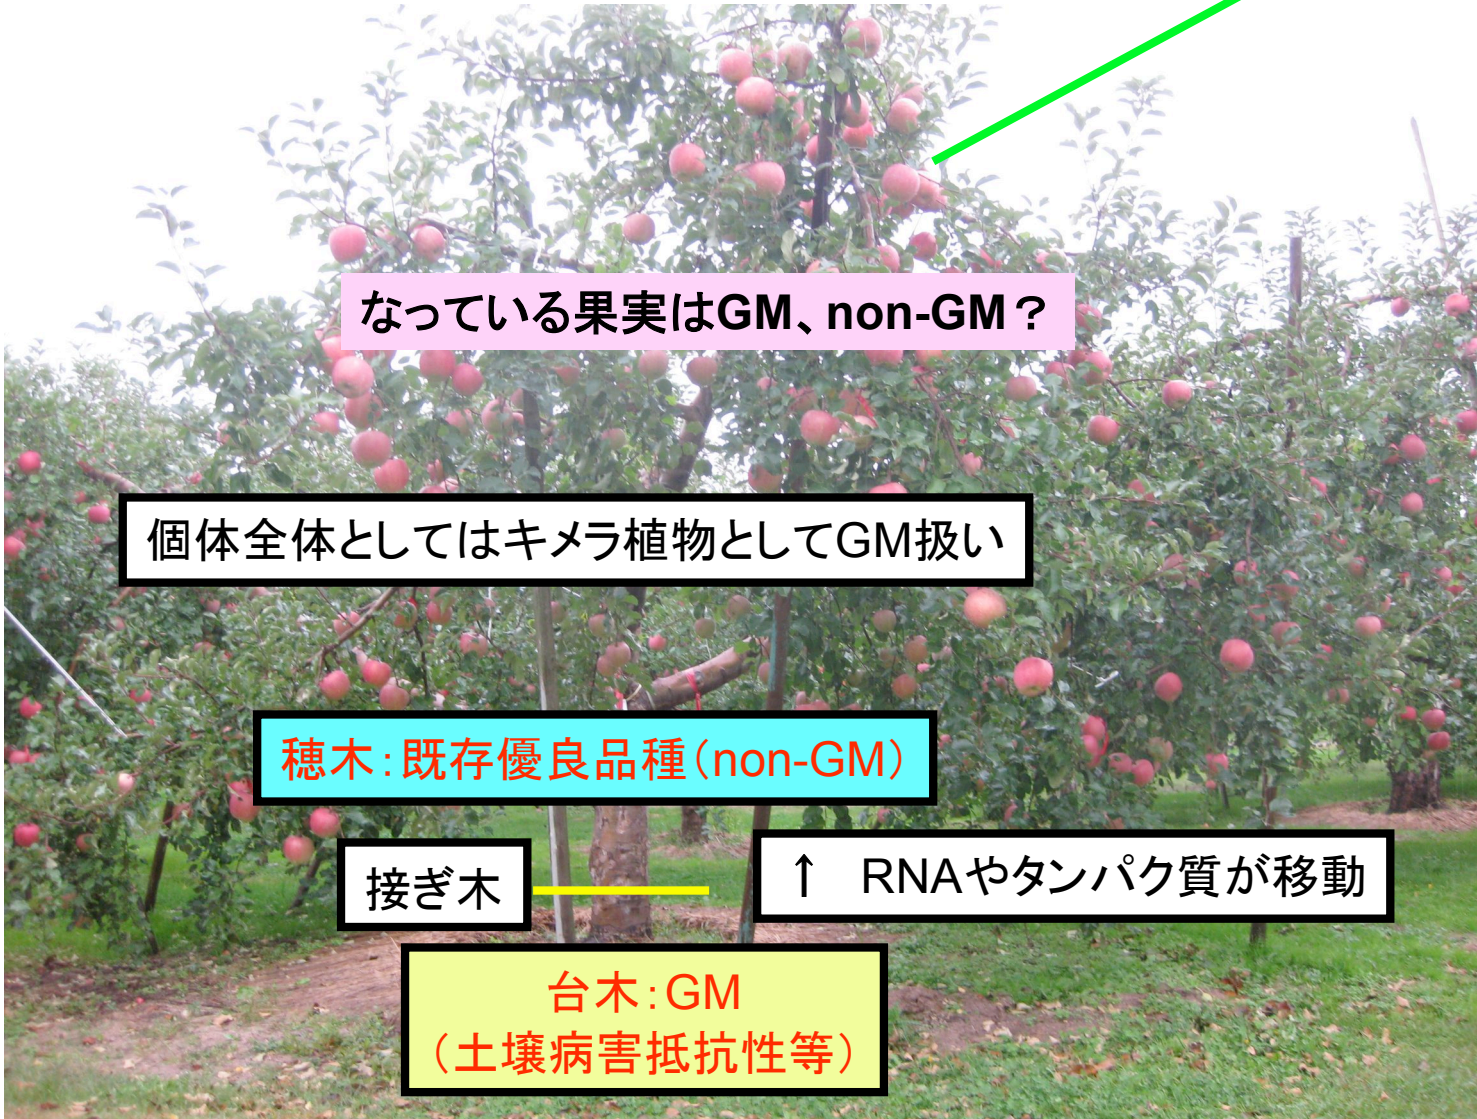 なっている果実はGM、non-GM？
個体全体としてはキメラ植物としてGM扱い
穂木：既存優良品種（non-GM）
接ぎ木
↑　RNAやタンパク質が移動
台木：GM
（土壌病害抵抗性等）